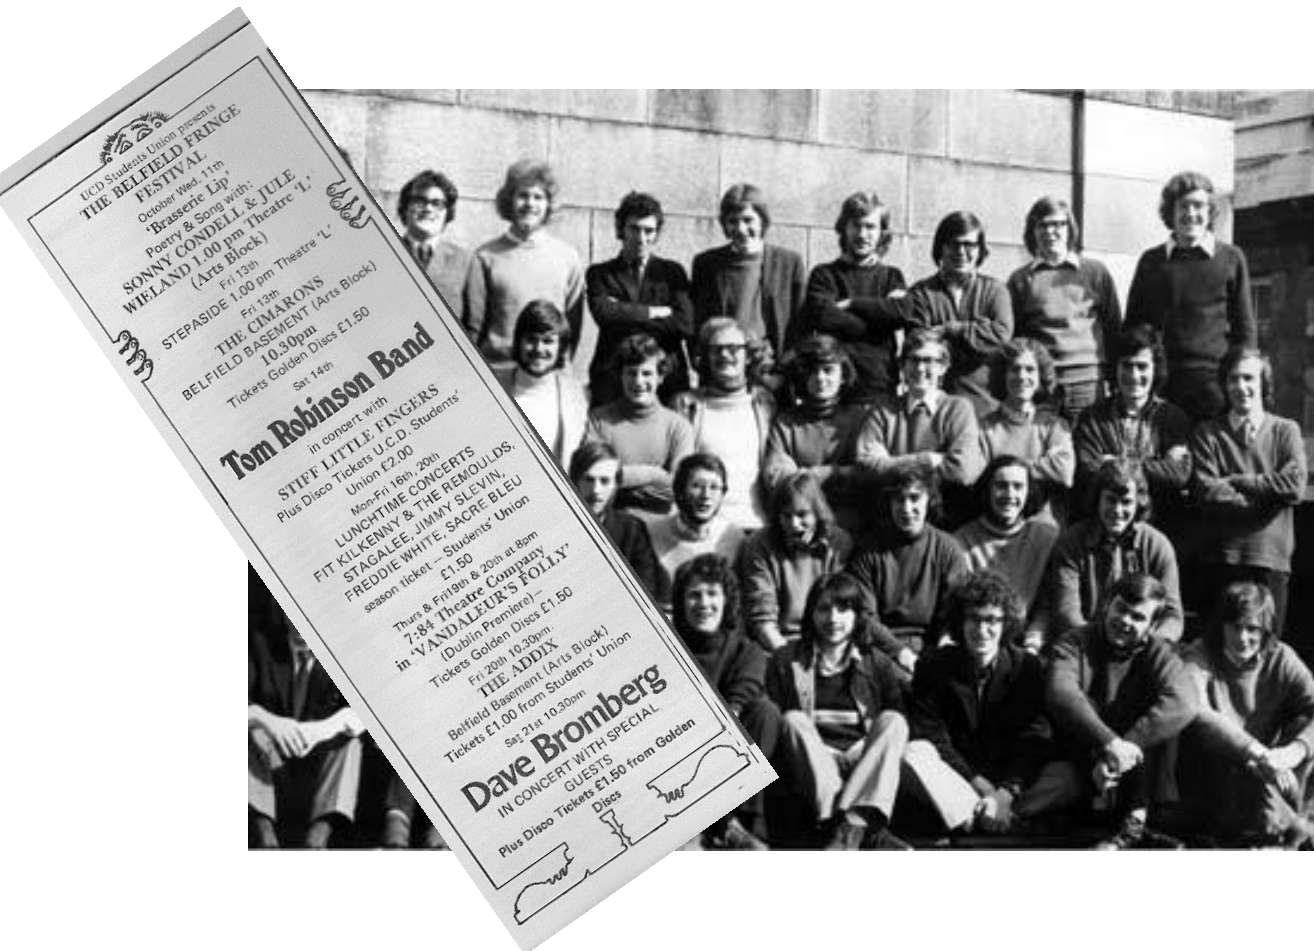 UCD Students Union presents
THE BELFIELD FRINGE
FESTIVAL
October Wed, 11th
'Brasserie Lip'
Poetry & Song with:
SONNY CONDELL & JULE
WIELAND 1.00 pm Theatre 'L'
(Arts Block)
Fri 13th
STEPASIDE 1.00 pm Theatre 'L'
Fri 13th
THE CIMARONS
BELFIELD BASEMENT (Arts Block)
10.30pm
Tickets Golden Discs £1.50
Sat 14th
Tom Robinson Band
in concert with
STIFF LITTLE FINGERS
Plus Disco Tickets U.C.D. Students'
Union £2.00
Mon-Fri 16th, 20th
LUNCHTIME CONCERTS
FIT KILKENNY & THE REMOULDS,
STAGALEE, JIMMY SLEVIN,
FREDDIE WHITE, SACRE BLEU
season ticket — Students' Union
£1.50
Thurs & Fri 19th & 20th at 8pm
7:84 Theatre Company
in 'VANDALEUR'S FOLLY'
(Dublin Premiere)—
Tickets Golden Discs £1.50
Fri 20th 10.30pm.
THE ADDIX
Belfield Basement (Arts Block)
Tickets £1.00 from Students' Union
Sat 21st 10.30pm
Dave Bromberg
IN CONCERT WITH SPECIAL
GUESTS
Plus Disco Tickets £1.50 from Golden
Discs